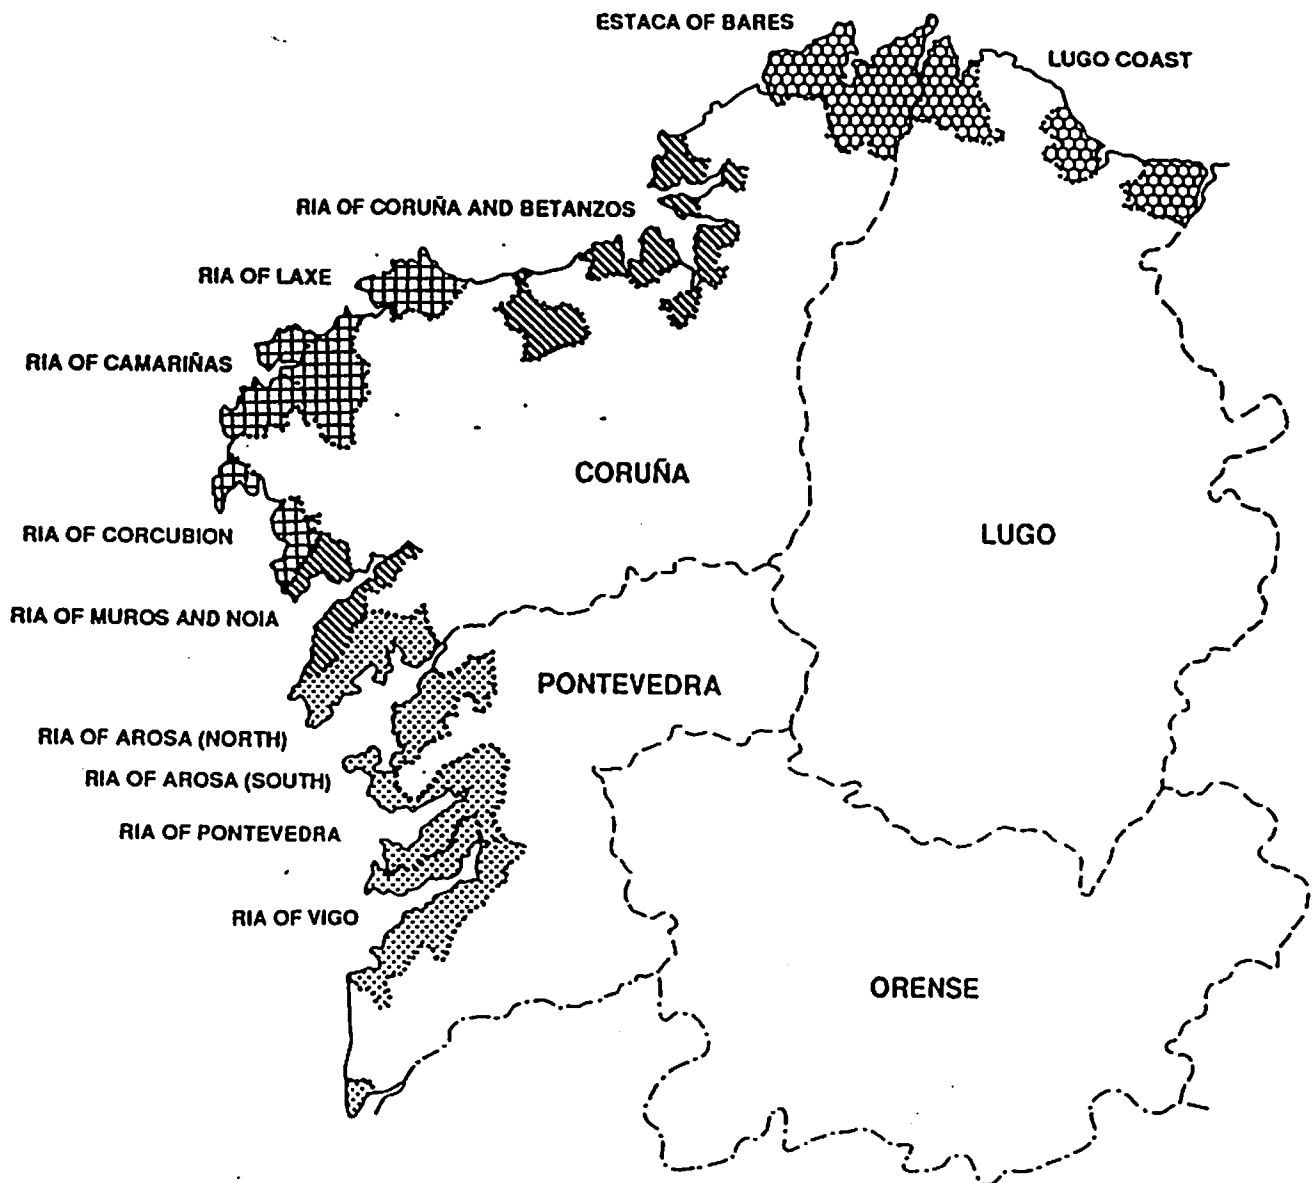 ESTACA OF BARES
LUGO COAST
RIA OF CORUÑA AND BETANZOS
RIA OF LAXE
RIA OF CAMARIÑAS
CORUÑA
RIA OF CORCUBION
LUGO
RIA OF MUROS AND NOIA
PONTEVEDRA
RIA OF AROSA (NORTH)
RIA OF AROSA (SOUTH)
RIA OF PONTEVEDRA
RIA OF VIGO
ORENSE